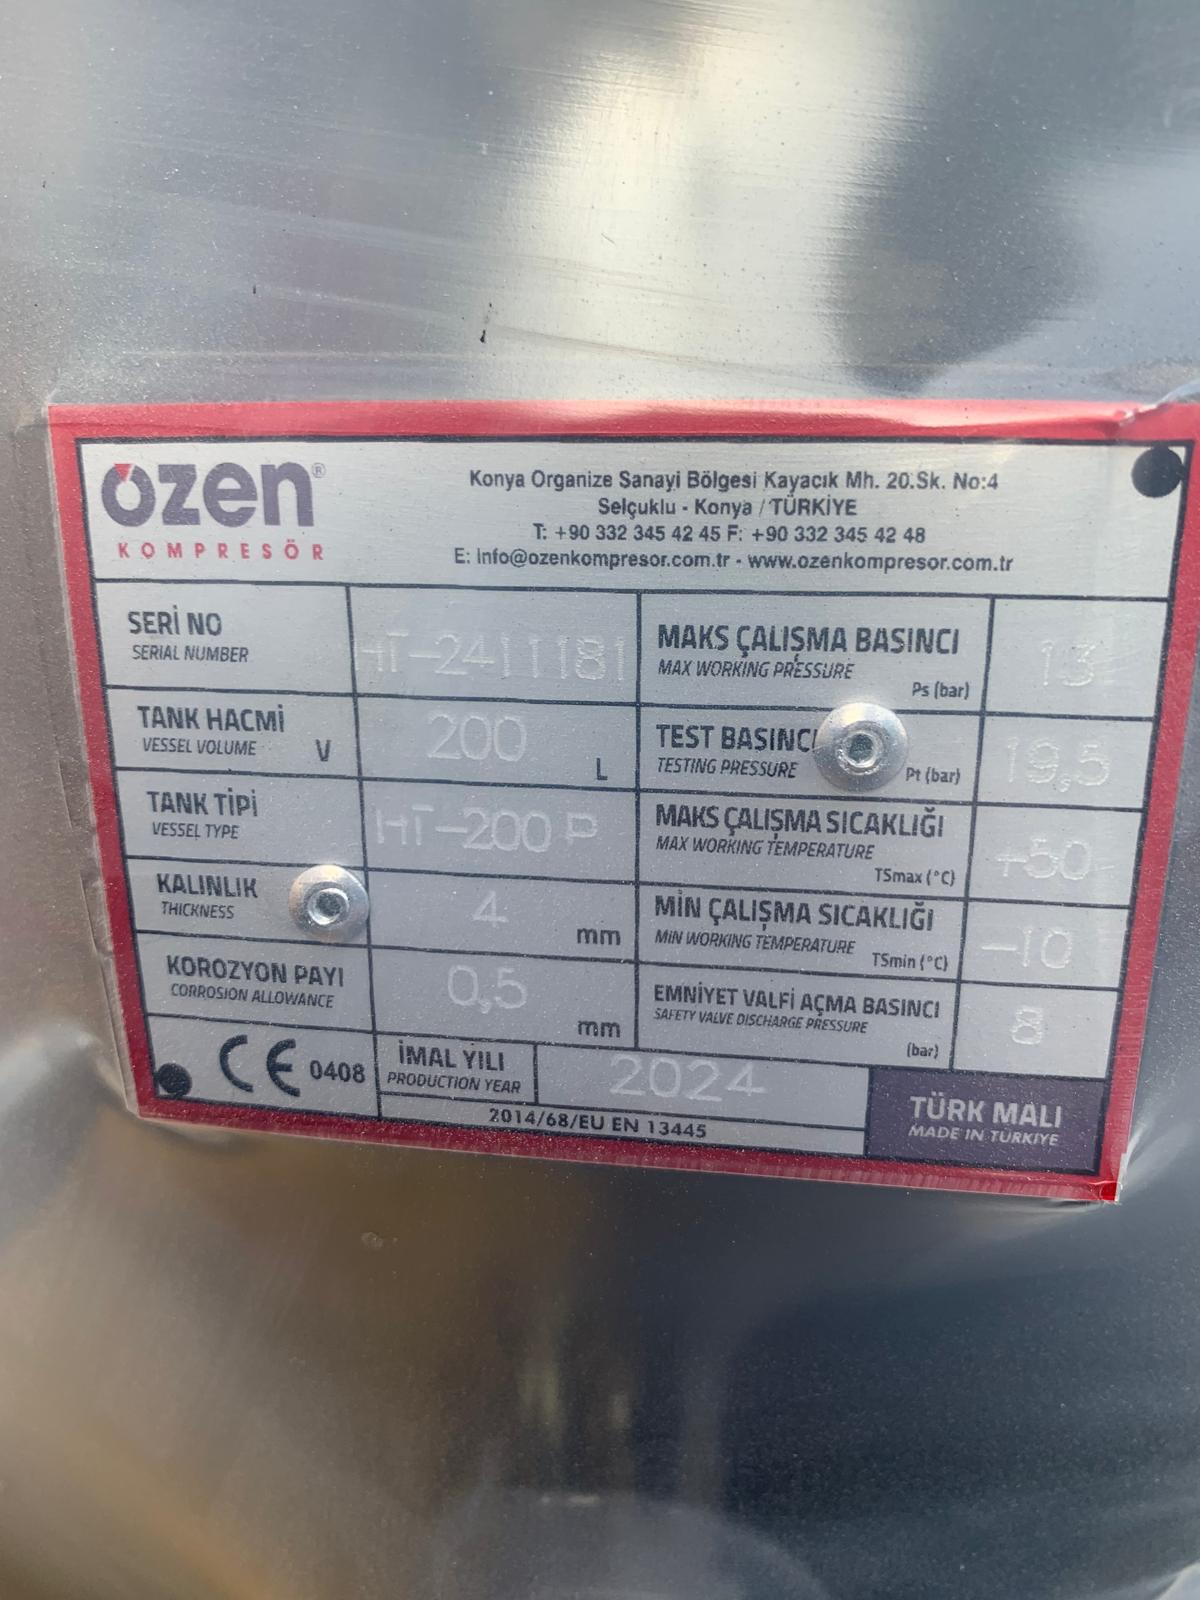 özen®
KOMPRESÖR
Konya Organize Sanayi Bölgesi Kayacık Mh. 20.Sk. No:4
Selçuklu - Konya / TÜRKİYE
T: +90 332 345 42 45 F: +90 332 345 42 48
E: info@ozenkompresor.com.tr - www.ozenkompresor.com.tr
SERİ NO
SERIAL NUMBER
HT-2411181
TANK HACMİ
VESSEL VOLUME V
200 L
TANK TİPİ
VESSEL TYPE
HT-200 P
KALINLIK
THICKNESS
4 mm
KOROZYON PAYI
CORROSION ALLOWANCE
0,5 mm
MAKS ÇALIŞMA BASINCI
MAX WORKING PRESSURE
Ps (bar)
13
TEST BASINCI
TESTING PRESSURE
Pt (bar)
19,5
MAKS ÇALIŞMA SICAKLIĞI
MAX WORKING TEMPERATURE
TSmax (°C)
+50
MİN ÇALIŞMA SICAKLIĞI
MIN WORKING TEMPERATURE
TSmin (°C)
-10
EMNİYET VALFİ AÇMA BASINCI
SAFETY VALVE DISCHARGE PRESSURE
(bar)
8
CE 0408
İMAL YILI
PRODUCTION YEAR
2024
2014/68/EU EN 13445
TÜRK MALI
MADE IN TÜRKİYE